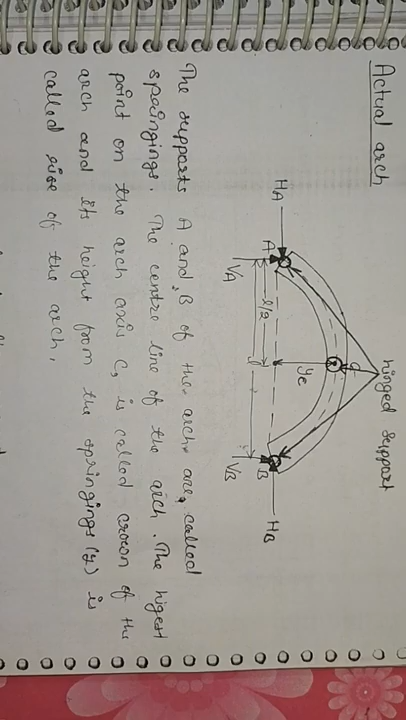 Actual arch
hinged support
C
HA
A
yc
l/2
l
B
HB
VA
VB
The supports A and B of the arch are called
springings. The centre line of the arch. The higest
point on the arch axis C, is called crown of the
arch and its height from the springings (yc) is
called rise of the arch.